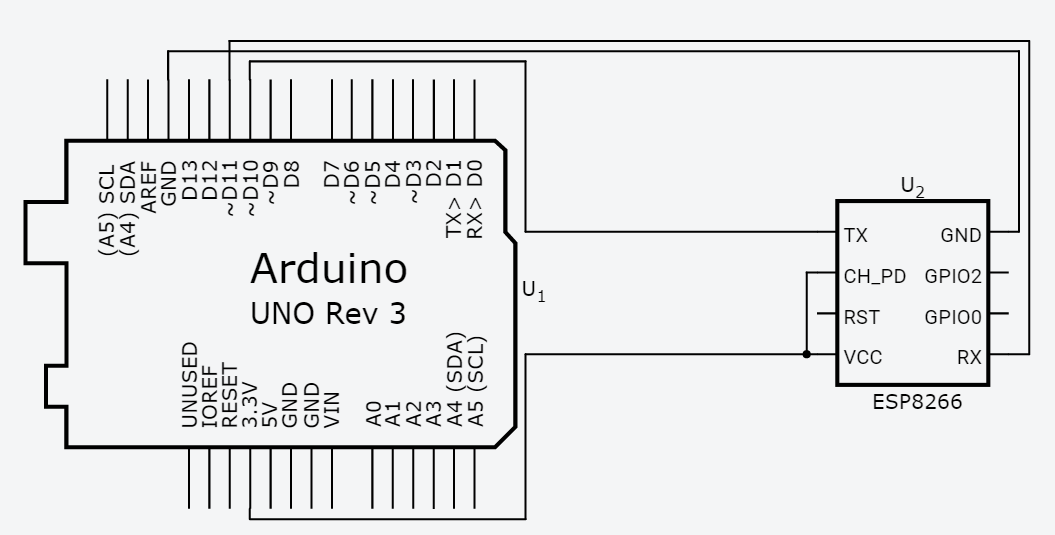 (A5) SCL
(A4) SDA
AREF
GND
D13
D12
~D11
~D10
~D9
D8
D7
~D6
~D5
D4
~D3
D2
TX> D1
RX> D0
Arduino
UNO Rev 3
U1
UNUSED
IOREF
RESET
3.3V
5V
GND
GND
VIN
A0
A1
A2
A3
A4 (SDA)
A5 (SCL)
U2
TX
GND
CH_PD
GPIO2
RST
GPIO0
VCC
RX
ESP8266